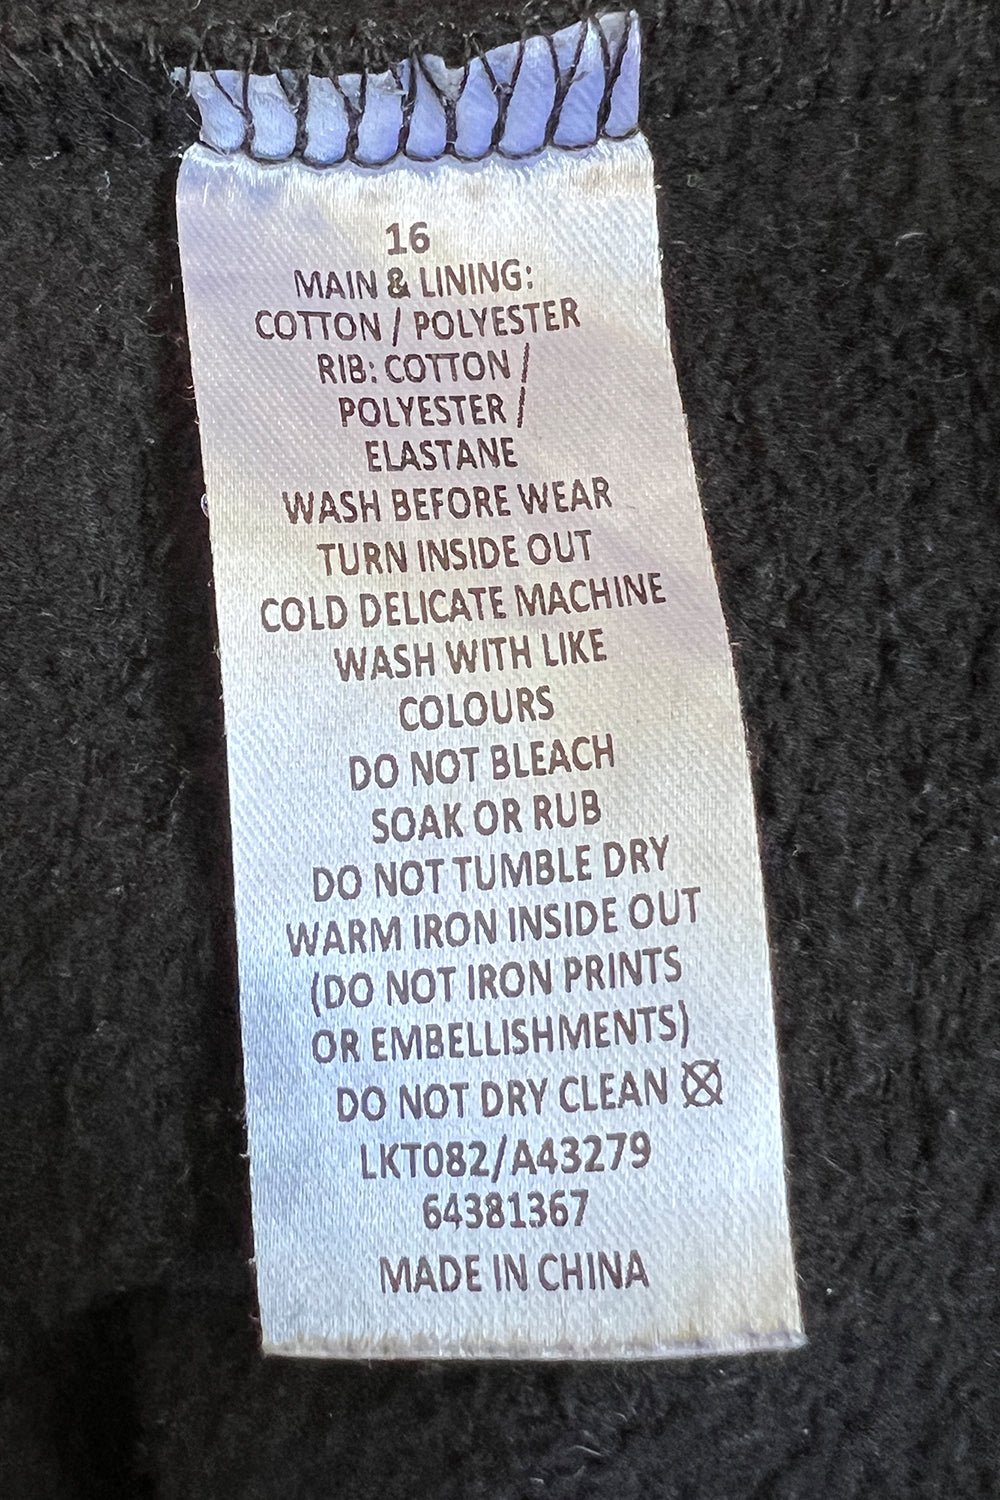 16
MAIN & LINING:
COTTON / POLYESTER
RIB: COTTON /
POLYESTER /
ELASTANE
WASH BEFORE WEAR
TURN INSIDE OUT
COLD DELICATE MACHINE
WASH WITH LIKE
COLOURS
DO NOT BLEACH
SOAK OR RUB
DO NOT TUMBLE DRY
WARM IRON INSIDE OUT
(DO NOT IRON PRINTS
OR EMBELLISHMENTS)
DO NOT DRY CLEAN
LKT082/A43279
64381367
MADE IN CHINA